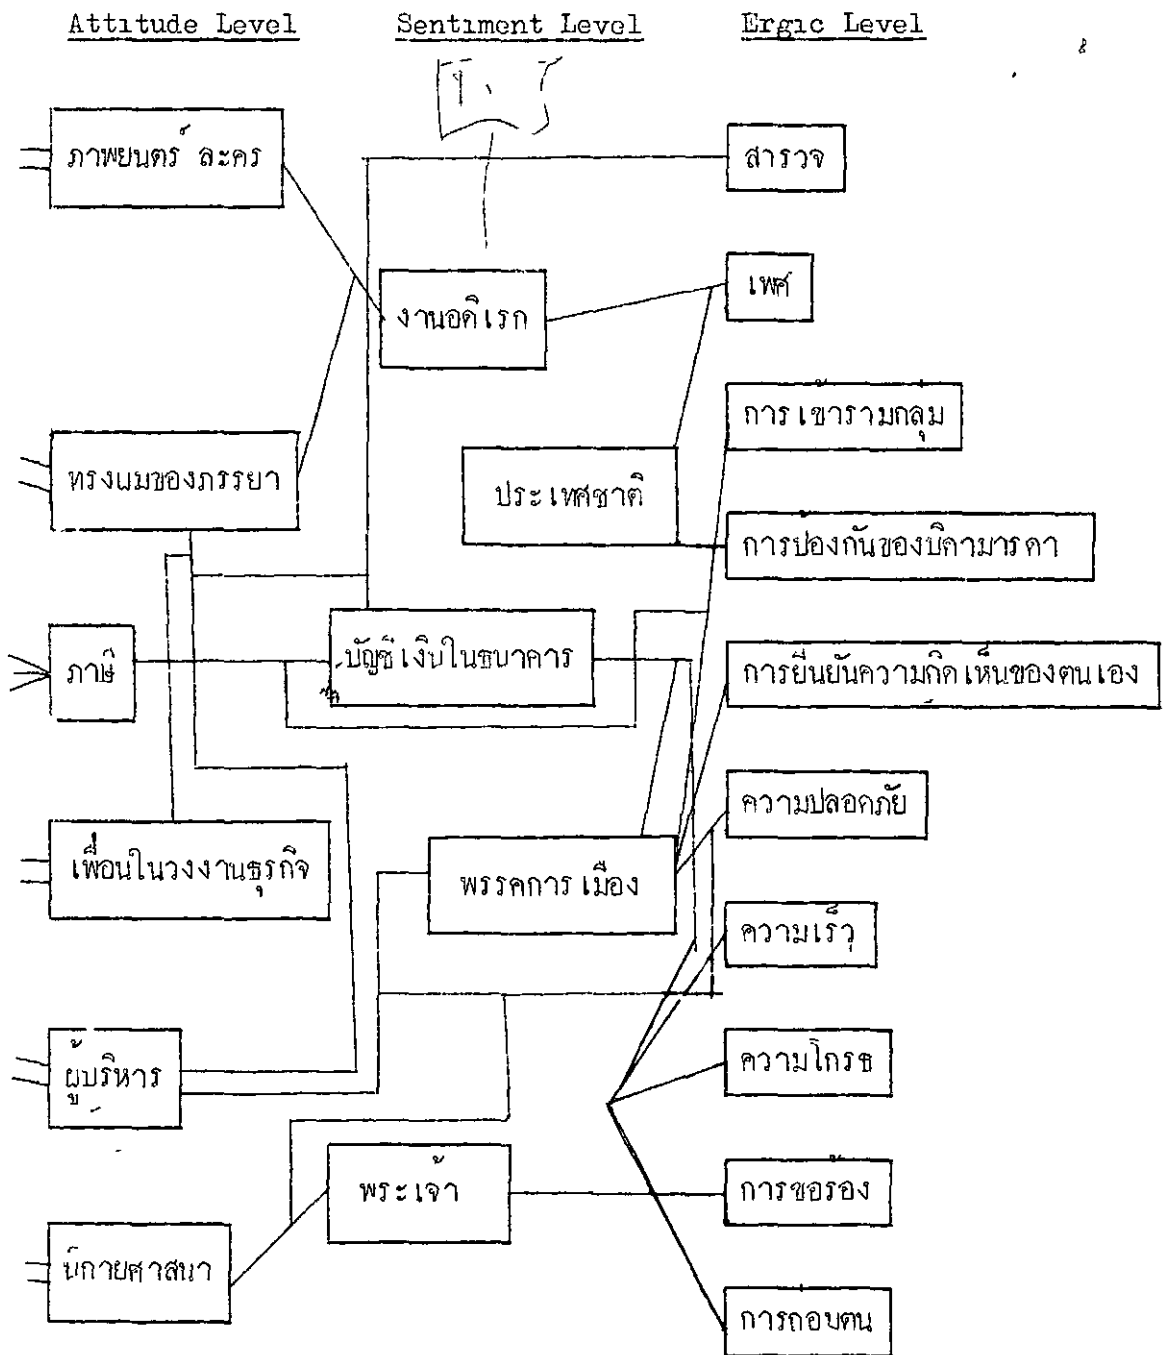 Attitude Level Sentiment Level Ergic Level
ภาพยนตร์ ละคร
สำรวจ
งานอดิเรก
เพศ
การเข้ารวมกลุ่ม
ทรงผมของภรรยา
ประเทศชาติ
การป้องกันของบิดามารดา
ภาษี
บัญชีเงินในธนาคาร
การยืนยันความคิดเห็นของตนเอง
ความปลอดภัย
เพื่อนในวงงานธุรกิจ
พรรคการเมือง
ความเร็ว
ผู้บริหาร
ความโกรธ
พระเจ้า
การขอร้อง
นิกายศาสนา
การถอบตน